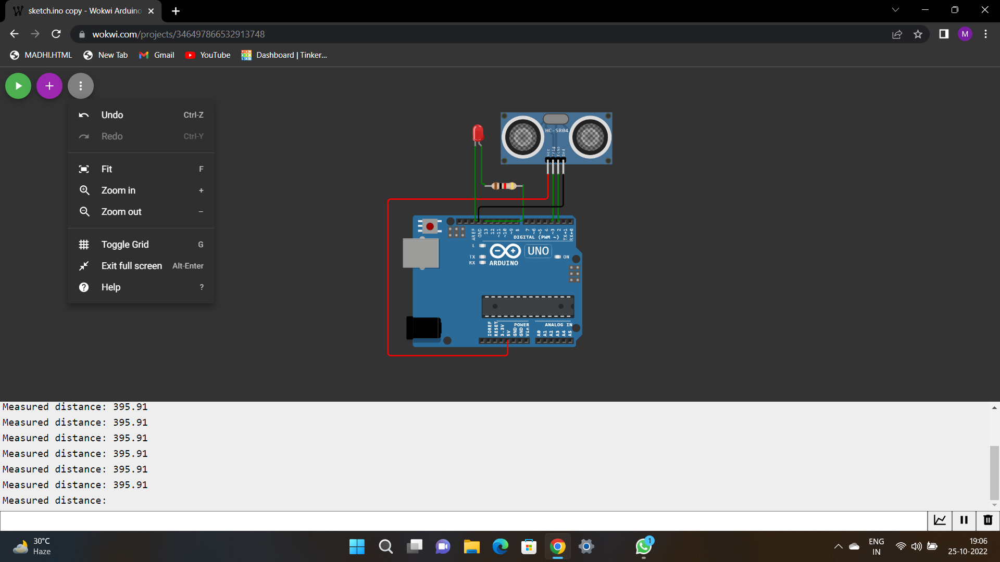 sketch.ino copy - Wokwi Arduino
wokwi.com/projects/346497866532913748
M
MADHI.HTML
New Tab
Gmail
YouTube
Dashboard | Tinker...
Undo Ctrl-Z
Redo Ctrl-Y
Fit F
Zoom in +
Zoom out −
Toggle Grid G
Exit full screen Alt-Enter
Help ?
HC-SR04
Vcc
Trig
Echo
Gnd
AREF
GND
13
12
~11
~10
~9
8
7
~6
~5
4
~3
2
TX→1
RX←0
DIGITAL (PWM ~)
L
TX
RX
ARDUINO
UNO
ON
IOREF
RESET
3.3V
5V
GND
GND
Vin
POWER
ANALOG IN
A0
A1
A2
A3
A4
A5
Measured distance: 395.91
Measured distance: 395.91
Measured distance: 395.91
Measured distance: 395.91
Measured distance: 395.91
Measured distance: 395.91
Measured distance:
30°C
Haze
1
ENG
IN
19:06
25-10-2022